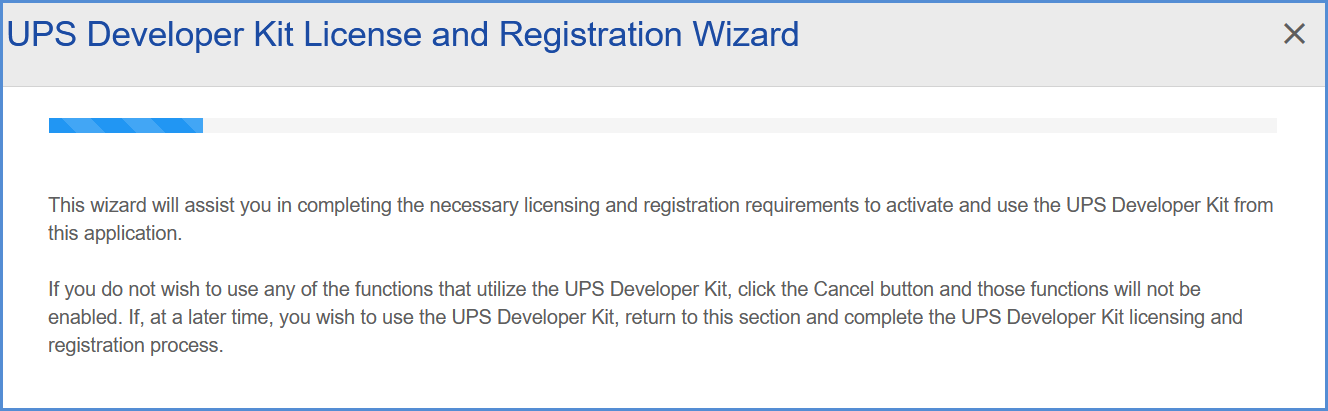 UPS Developer Kit License and Registration Wizard
This wizard will assist you in completing the necessary licensing and registration requirements to activate and use the UPS Developer Kit from
this application.
If you do not wish to use any of the functions that utilize the UPS Developer Kit, click the Cancel button and those functions will not be
enabled. If, at a later time, you wish to use the UPS Developer Kit, return to this section and complete the UPS Developer Kit licensing and
registration process.